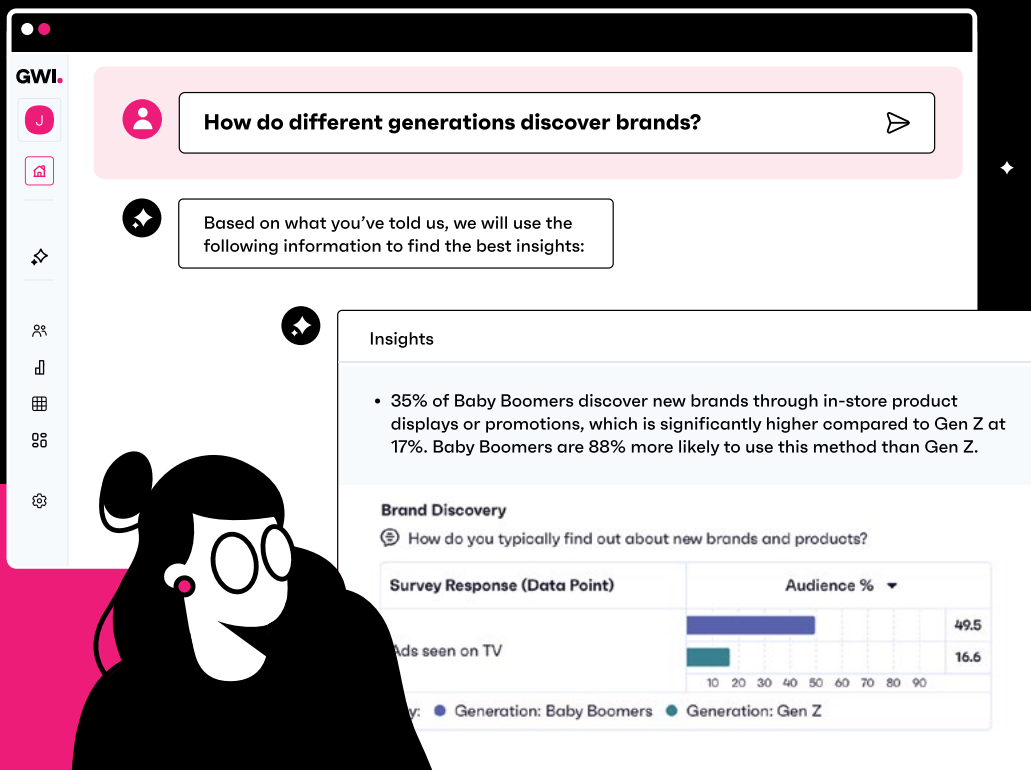 GWI.
J
How do different generations discover brands?
Based on what you've told us, we will use the
following information to find the best insights:
Insights
• 35% of Baby Boomers discover new brands through in-store product
displays or promotions, which is significantly higher compared to Gen Z at
17%. Baby Boomers are 88% more likely to use this method than Gen Z.
Brand Discovery
How do you typically find out about new brands and products?
Survey Response (Data Point)
Audience %
Ads seen on TV
49.5
16.6
10 20 30 40 50 60 70 80 90
Generation: Baby Boomers Generation: Gen Z